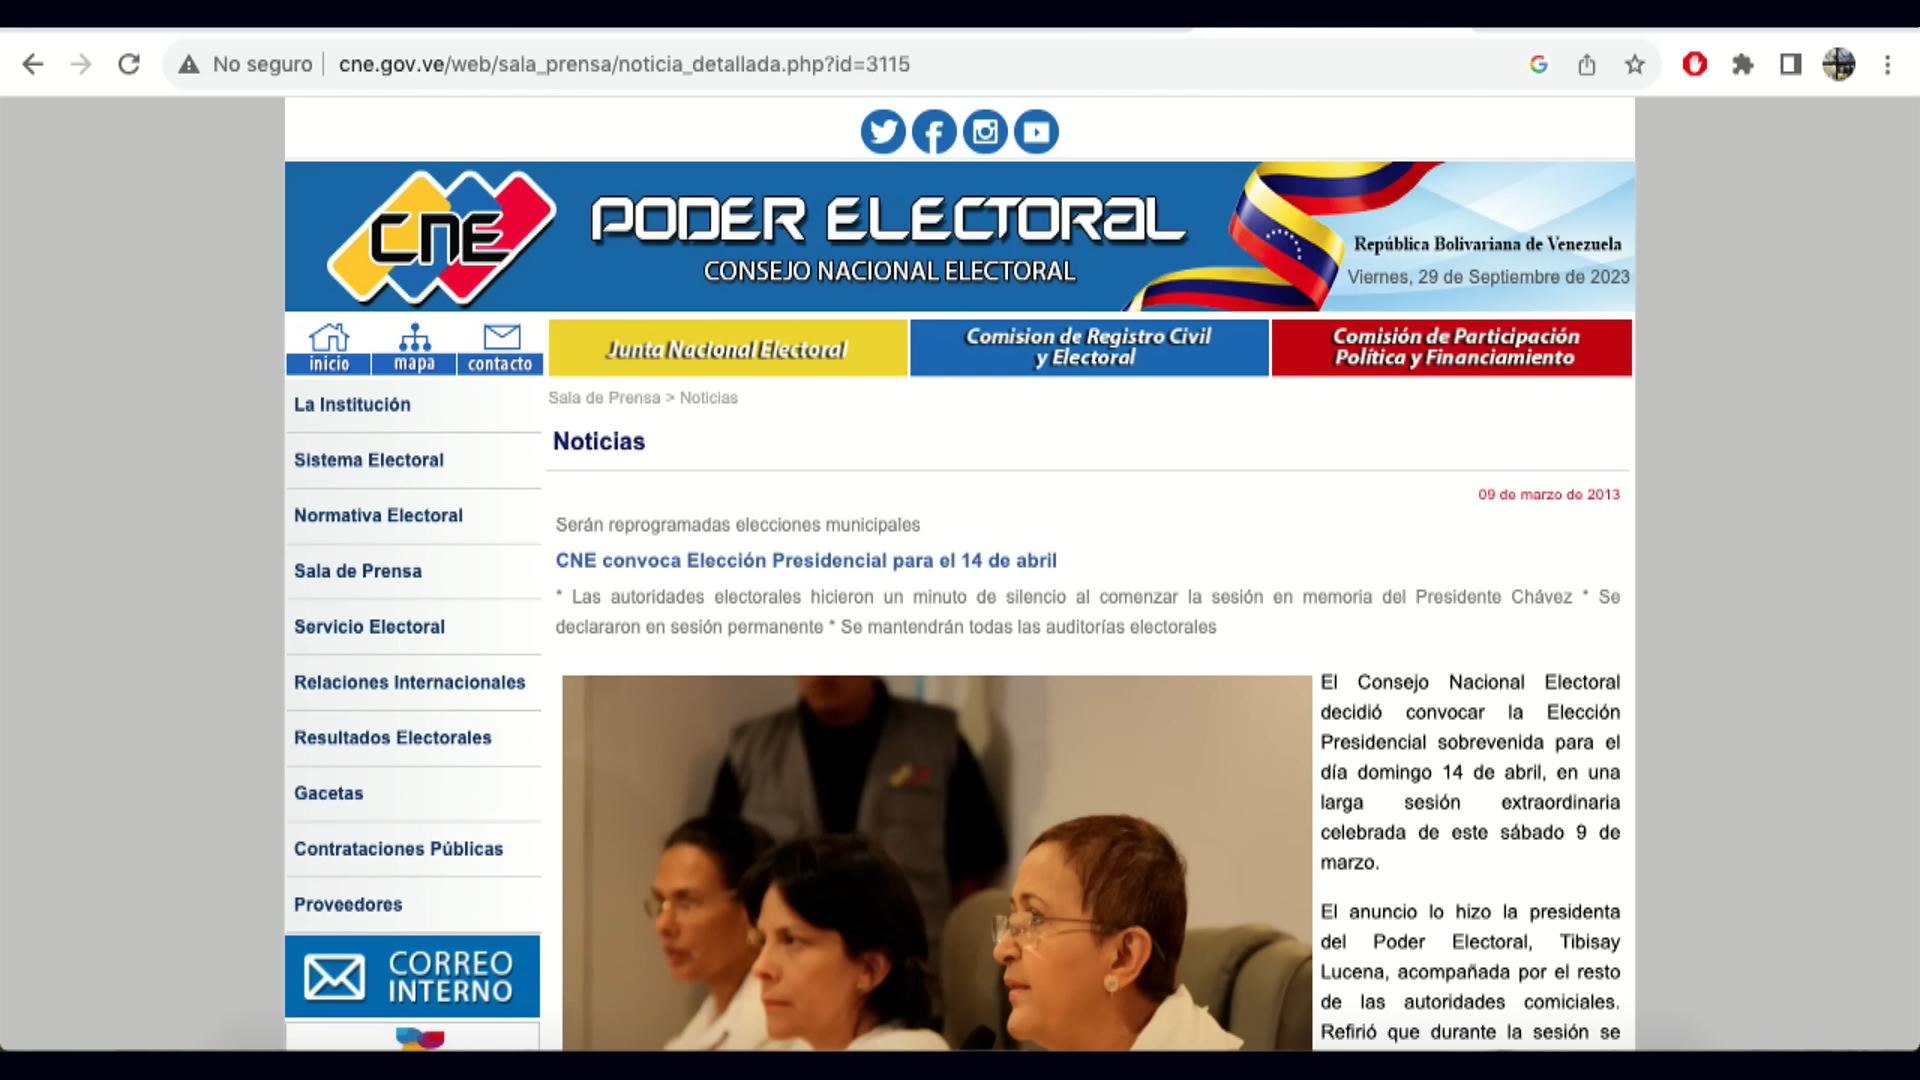 No seguro
cne.gov.ve/web/sala_prensa/noticia_detallada.php?id=3115
CNE
PODER ELECTORAL
CONSEJO NACIONAL ELECTORAL
República Bolivariana de Venezuela
Viernes, 29 de Septiembre de 2023
inicio
mapa
contacto
Junta Nacional Electoral
Comision de Registro Civil
y Electoral
Comisión de Participación
Política y Financiamiento
La Institución
Sistema Electoral
Normativa Electoral
Sala de Prensa
Servicio Electoral
Relaciones Internacionales
Resultados Electorales
Gacetas
Contrataciones Públicas
Proveedores
CORREO
INTERNO
Sala de Prensa > Noticias
Noticias
09 de marzo de 2013
Serán reprogramadas elecciones municipales
CNE convoca Elección Presidencial para el 14 de abril
* Las autoridades electorales hicieron un minuto de silencio al comenzar la sesión en memoria del Presidente Chávez * Se
declararon en sesión permanente * Se mantendrán todas las auditorías electorales
El Consejo Nacional Electoral
decidió convocar la Elección
Presidencial sobrevenida para el
día domingo 14 de abril, en una
larga sesión extraordinaria
celebrada de este sábado 9 de
marzo.
El anuncio lo hizo la presidenta
del Poder Electoral, Tibisay
Lucena, acompañada por el resto
de las autoridades comiciales.
Refirió que durante la sesión se